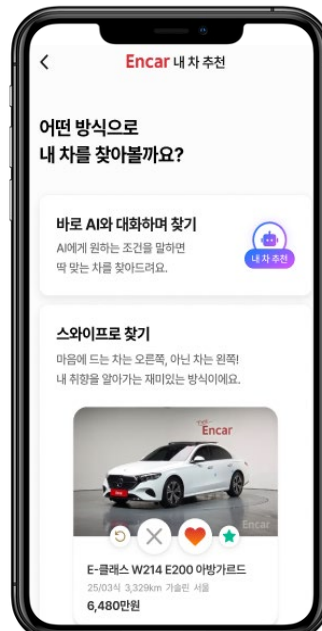 Encar 내 차 추천
어떤 방식으로
내 차를 찾아볼까요?
바로 AI와 대화하며 찾기
AI에게 원하는 조건을 말하면
딱 맞는 차를 찾아드려요.
내 차 추천
스와이프로 찾기
마음에 드는 차는 오른쪽, 아닌 차는 왼쪽!
내 취향을 알아가는 재미있는 방식이에요.
Encar
Encar
E-클래스 W214 E200 아방가르드
25/03식 3,329km 가솔린 서울
6,480만원